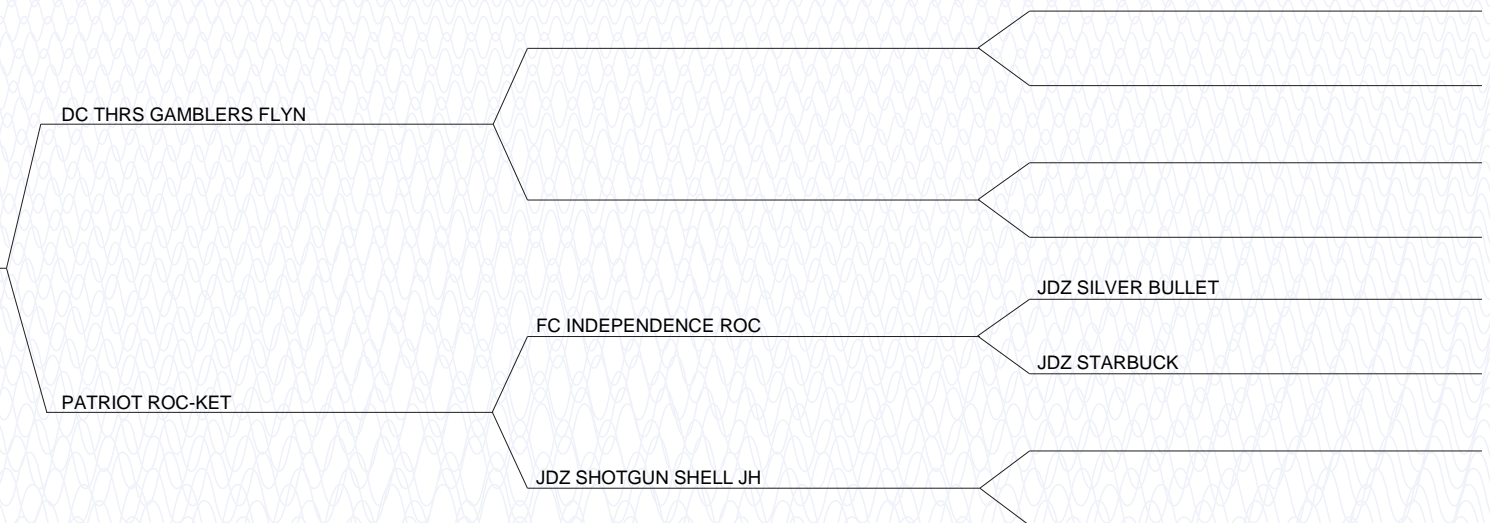 DC THRS GAMBLERS FLYN
JDZ SILVER BULLET
FC INDEPENDENCE ROC
JDZ STARBUCK
PATRIOT ROC-KET
JDZ SHOTGUN SHELL JH